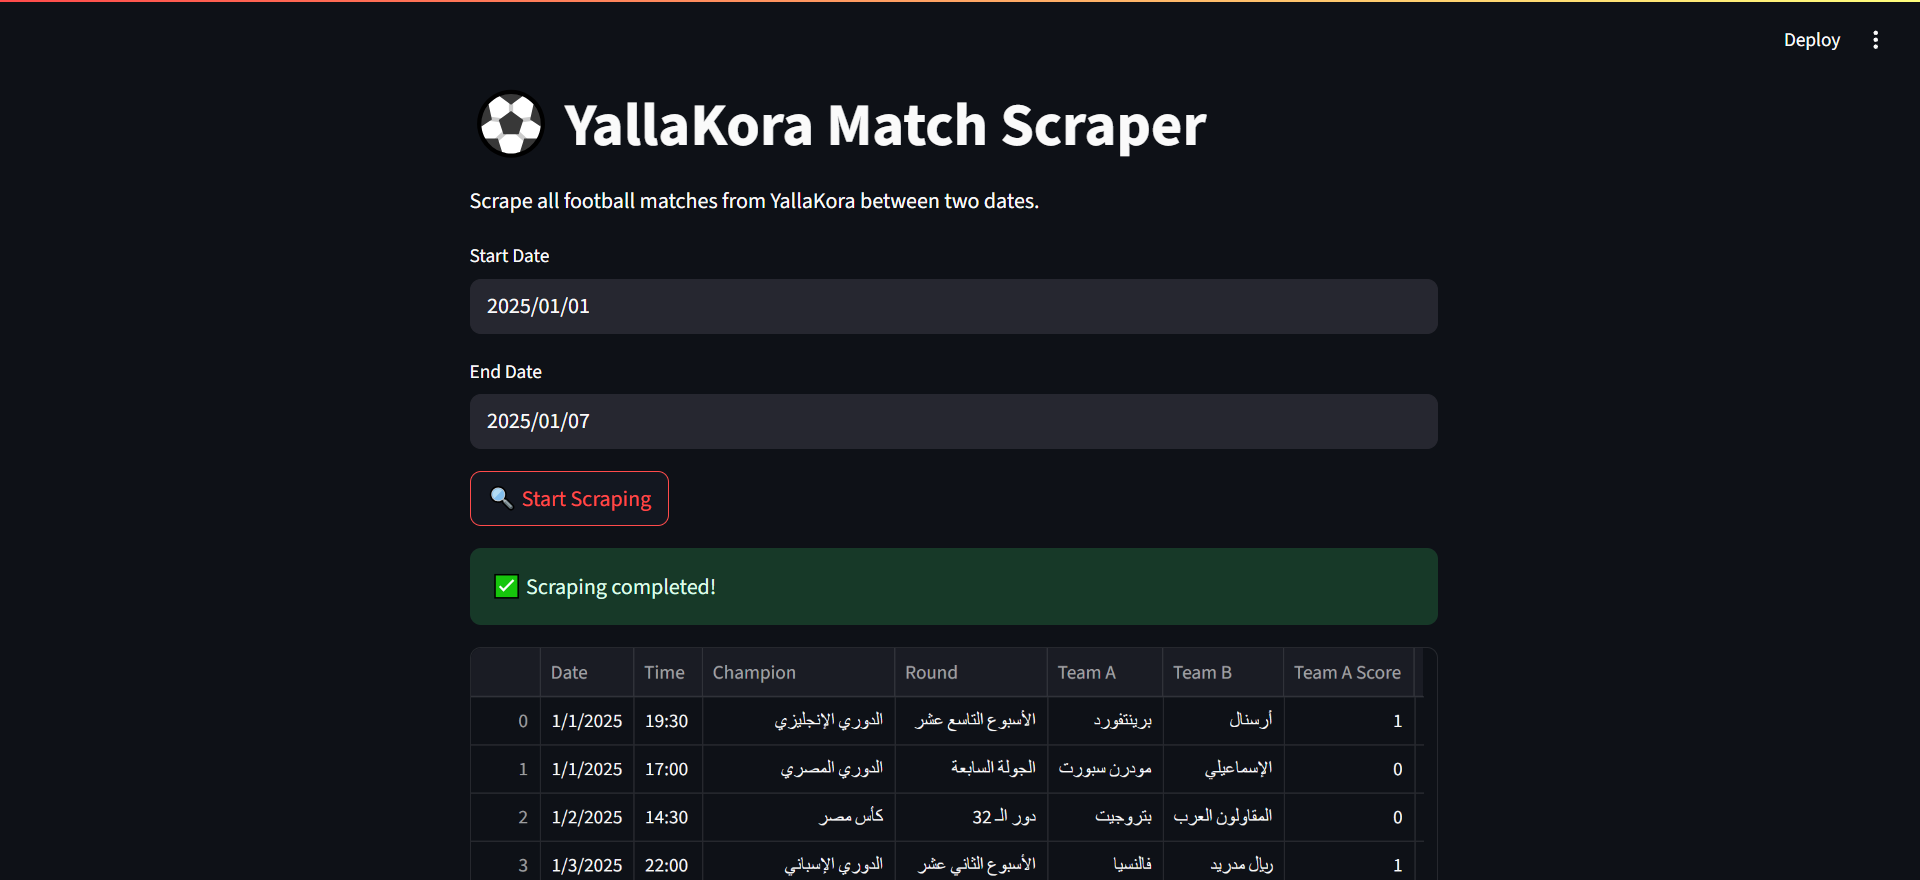 Deploy
YallaKora Match Scraper
Scrape all football matches from YallaKora between two dates.
Start Date
2025/01/01
End Date
2025/01/07
Start Scraping
Scraping completed!
Date Time Champion Round Team A Team B Team A Score
0 1/1/2025 19:30 الدوري الإنجليزي الأسبوع التاسع عشر برينتفورد أرسنال 1
1 1/1/2025 17:00 الدوري المصري الجولة السابعة مودرن سبورت الإسماعيلي 0
2 1/2/2025 14:30 كأس مصر دور الـ 32 بتروجيت المقاولون العرب 0
3 1/3/2025 22:00 الدوري الإسباني الأسبوع الثاني عشر فالنسيا ريال مدريد 1